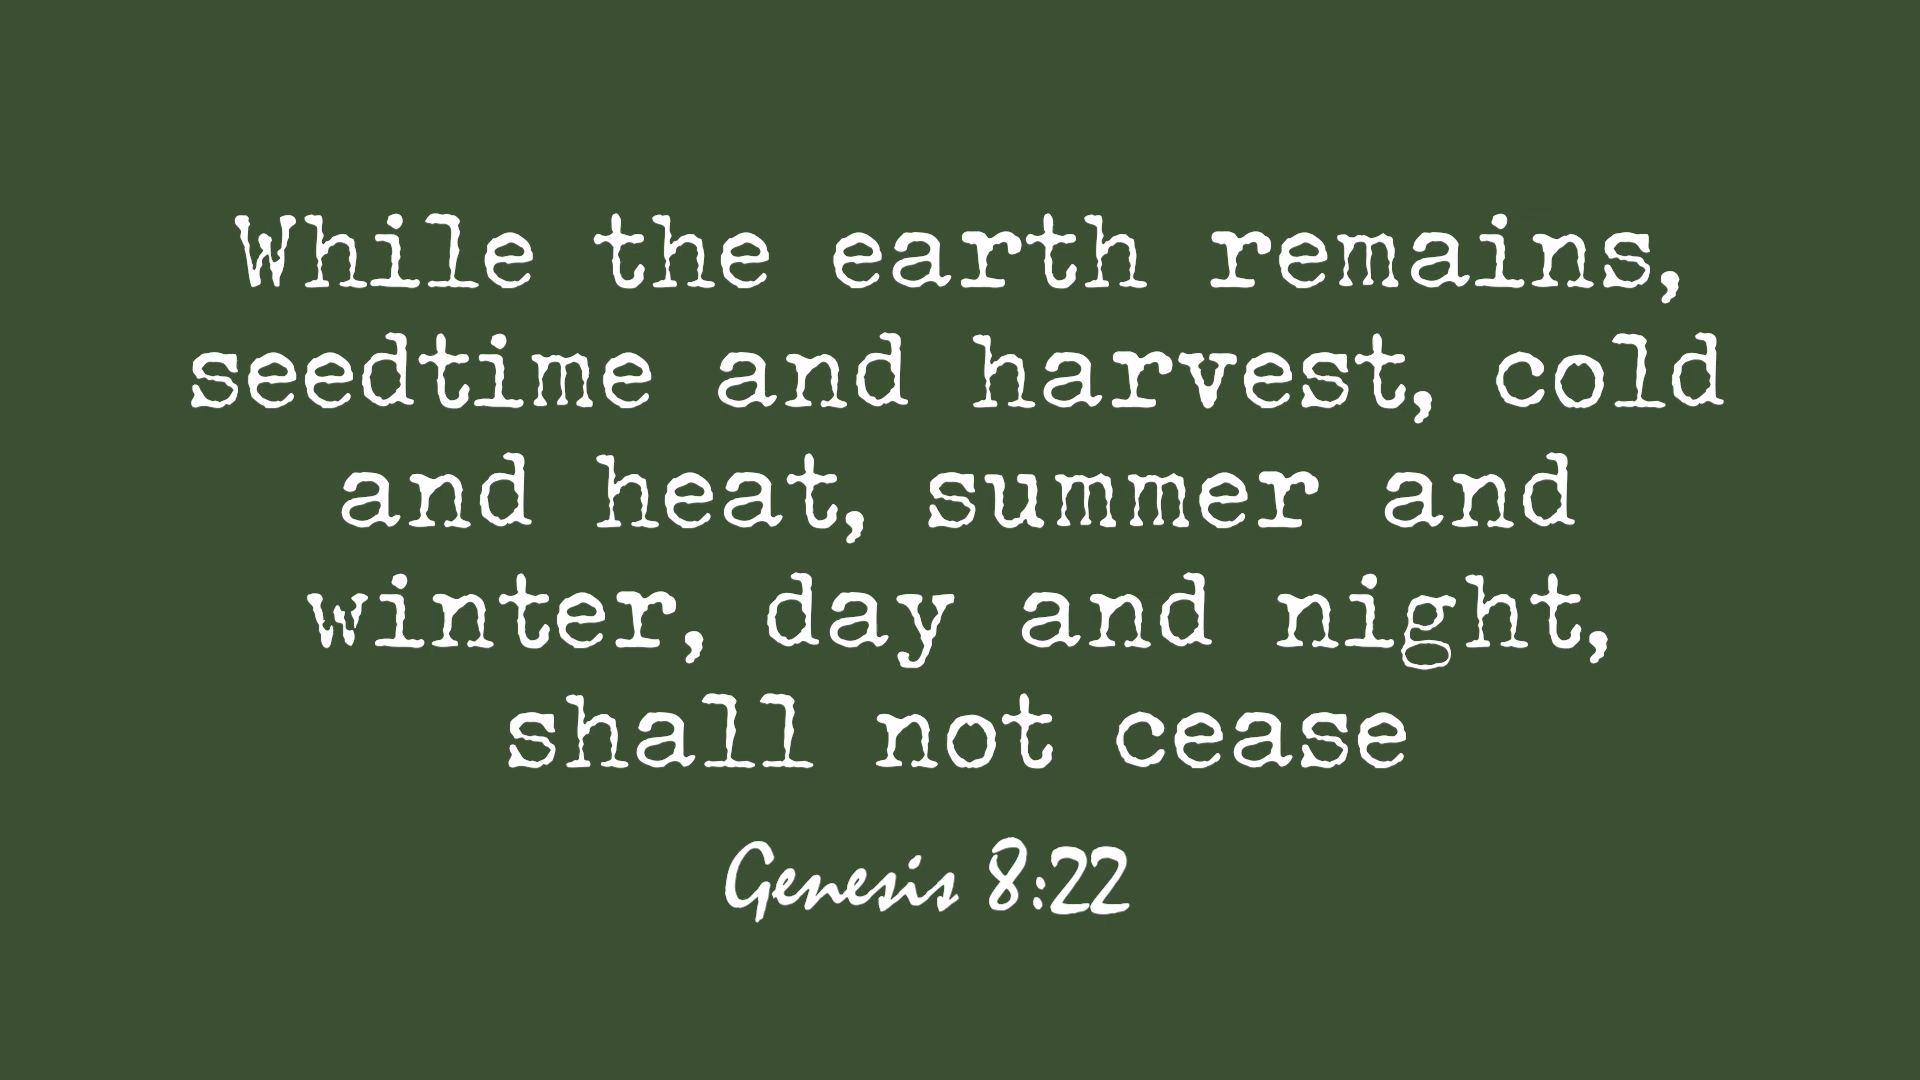 While the earth remains,
seedtime and harvest, cold
and heat, summer and
winter, day and night,
shall not cease
Genesis 8:22